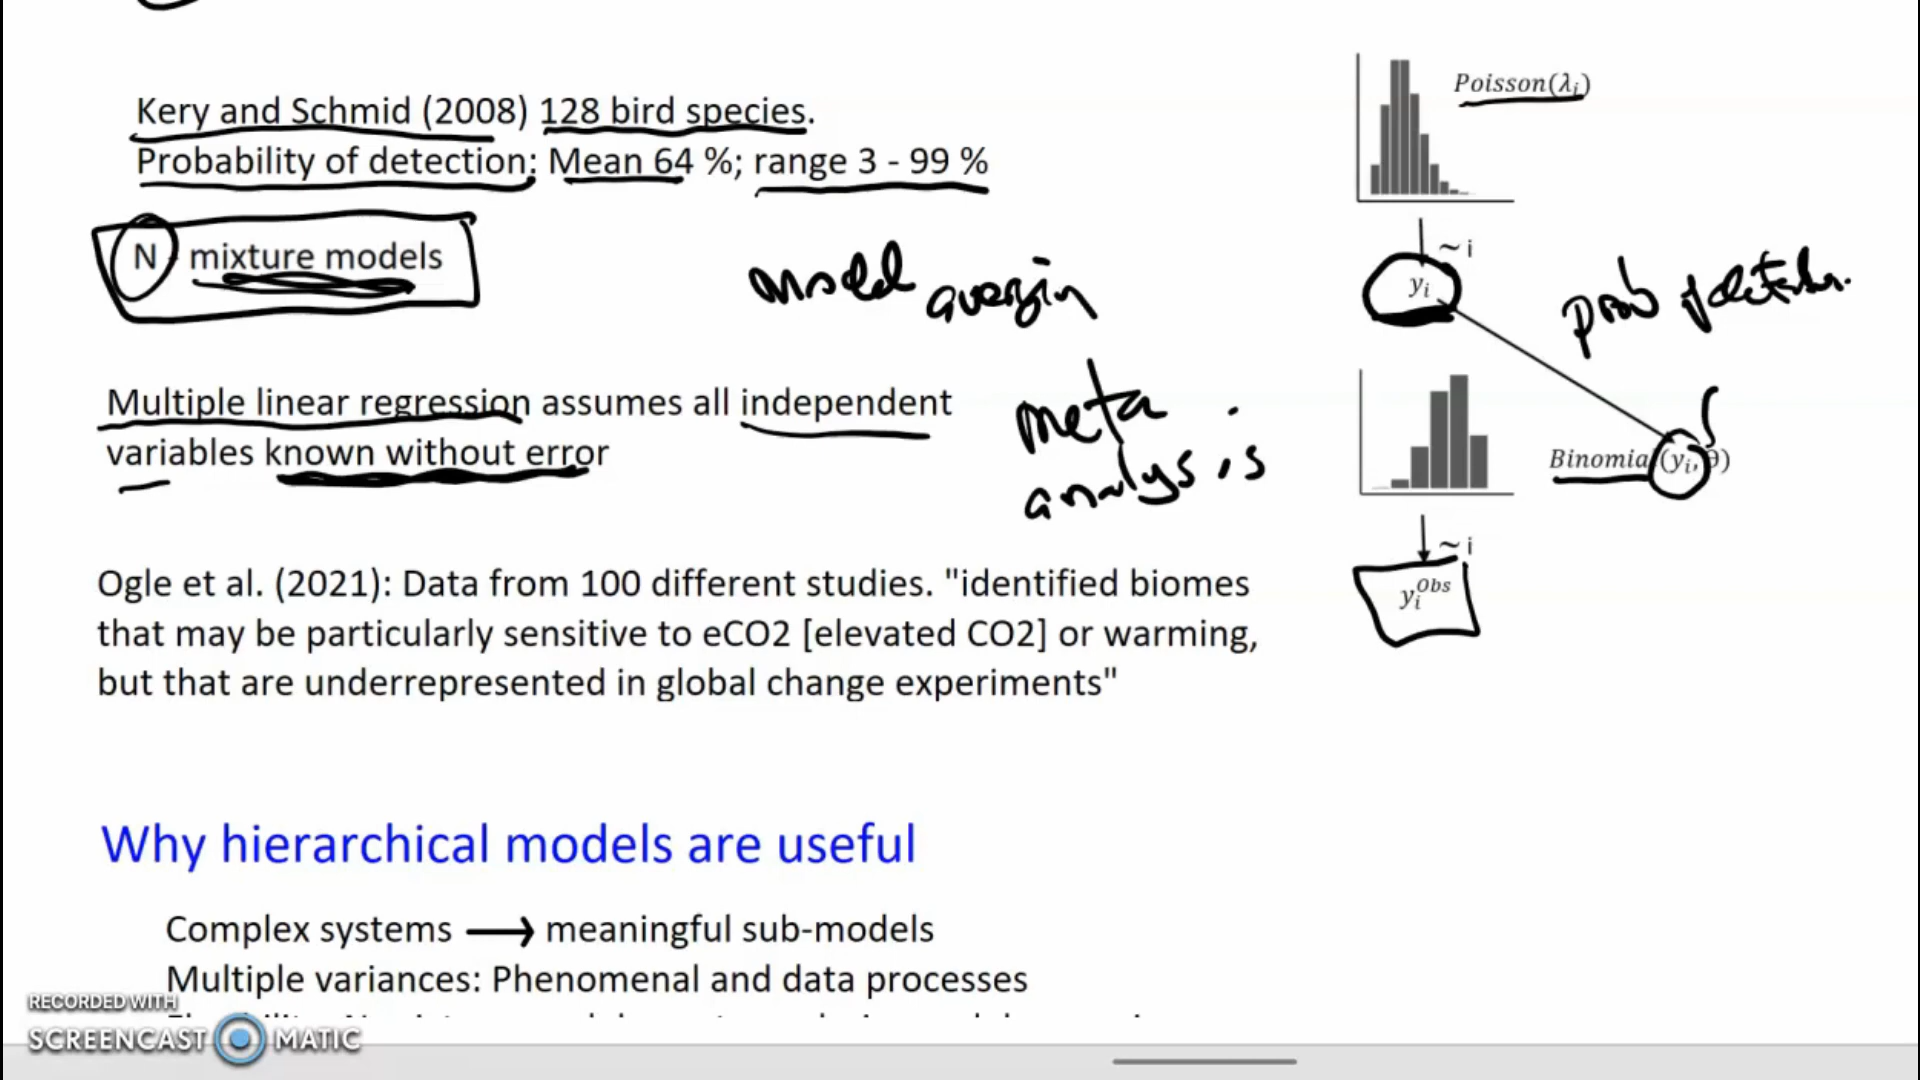 Kery and Schmid (2008) 128 bird species.
Probability of detection: Mean 64 %; range 3 - 99 %
N - mixture models
model averagin
Multiple linear regression assumes all independent
variables known without error
meta
analysis
Ogle et al. (2021): Data from 100 different studies. "identified biomes
that may be particularly sensitive to eCO2 [elevated CO2] or warming,
but that are underrepresented in global change experiments"
Poisson(λi)
~ i
yi
prob of
Binomial(yi, θ)
~ i
yi^Obs
Why hierarchical models are useful
Complex systems ⟶ meaningful sub-models
Multiple variances: Phenomenal and data processes
RECORDED WITH
SCREENCAST MATIC